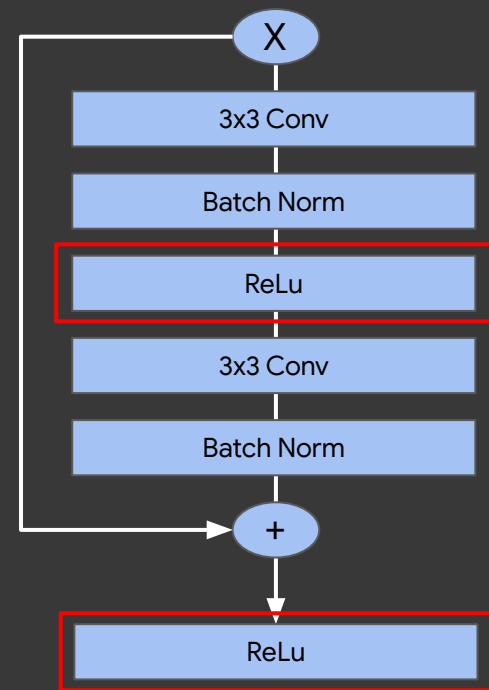 X
3x3 Conv
Batch Norm
ReLu
3x3 Conv
Batch Norm
+
ReLu